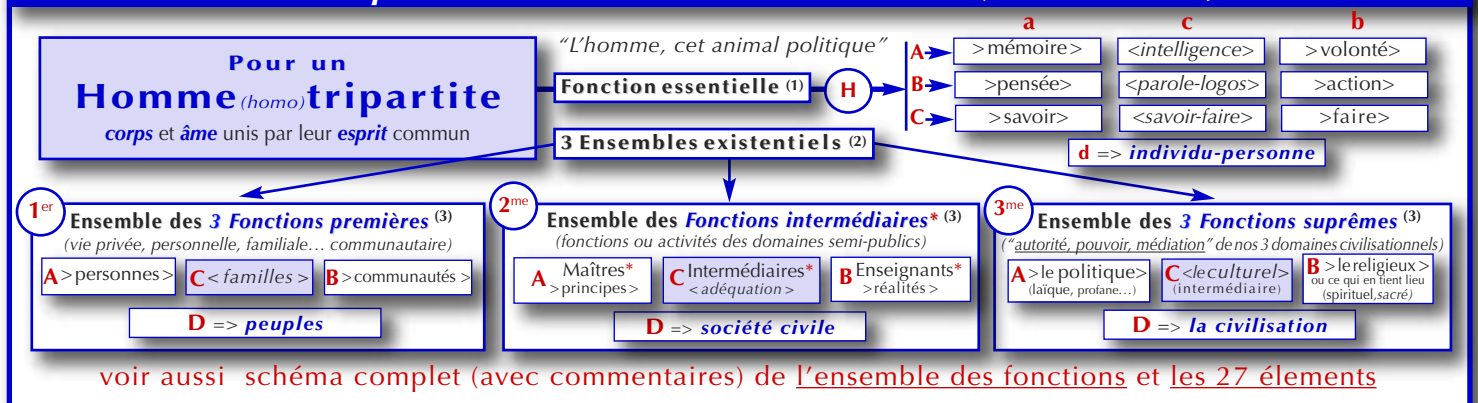 a c b
Pour un
Homme (homo) tripartite
corps et âme unis par leur esprit commun
“L'homme, cet animal politique”
Fonction essentielle (1)
H
A >mémoire> <intelligence> >volonté>
B >pensée> <parole-logos> >action>
C >savoir> <savoir-faire> >faire>
d => individu-personne
3 Ensembles existentiels (2)
1er
Ensemble des 3 Fonctions premières (3)
(vie privée, personnelle, familiale… communautaire)
A >personnes> C < familles > B >communautés >
D => peuples
2me
Ensemble des Fonctions intermédiaires* (3)
(fonctions ou activités des domaines semi-publics)
A Maîtres* >principes>
C Intermédiaires* < adéquation >
B Enseignants* >réalités >
D => société civile
3me
Ensemble des 3 Fonctions suprêmes (3)
(“autorité, pouvoir, médiation” de nos 3 domaines civilisationnels)
A >le politique> (laïque, profane…)
C <le culturel> (intermédiaire)
B >le religieux > ou ce qui en tient lieu (spirituel,sacré)
D => la civilisation
voir aussi schéma complet (avec commentaires) de l'ensemble des fonctions et les 27 élements